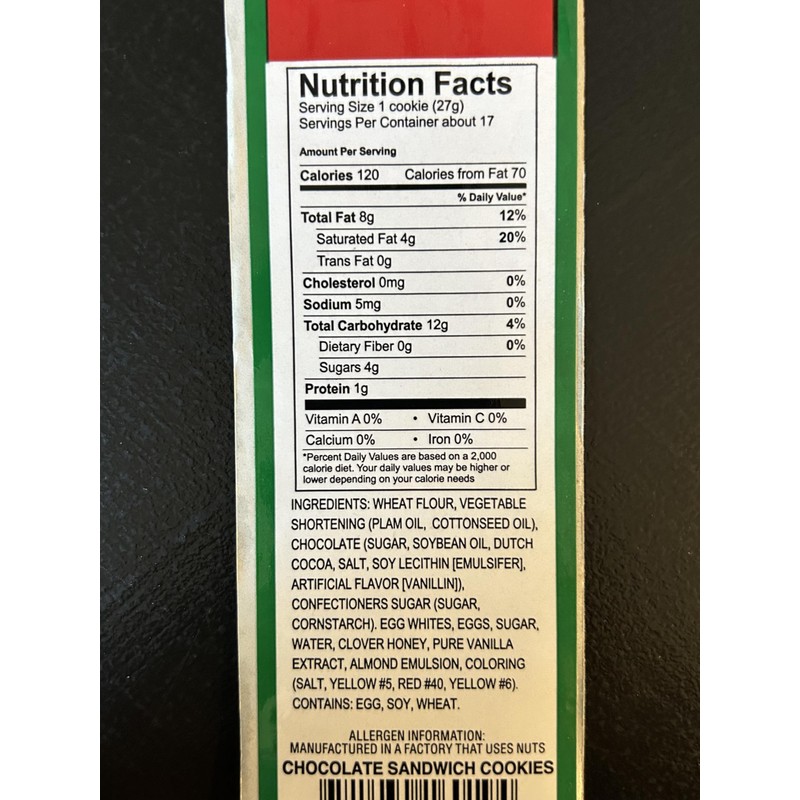 Nutrition Facts
Serving Size 1 cookie (27g)
Servings Per Container about 17
Amount Per Serving
Calories 120 Calories from Fat 70
% Daily Value*
Total Fat 8g 12%
Saturated Fat 4g 20%
Trans Fat 0g
Cholesterol 0mg 0%
Sodium 5mg 0%
Total Carbohydrate 12g 4%
Dietary Fiber 0g 0%
Sugars 4g
Protein 1g
Vitamin A 0% • Vitamin C 0%
Calcium 0% • Iron 0%
*Percent Daily Values are based on a 2,000
calorie diet. Your daily values may be higher or
lower depending on your calorie needs
INGREDIENTS: WHEAT FLOUR, VEGETABLE
SHORTENING (PLAM OIL, COTTONSEED OIL),
CHOCOLATE (SUGAR, SOYBEAN OIL, DUTCH
COCOA, SALT, SOY LECITHIN [EMULSIFER],
ARTIFICIAL FLAVOR [VANILLIN]),
CONFECTIONERS SUGAR (SUGAR,
CORNSTARCH). EGG WHITES, EGGS, SUGAR,
WATER, CLOVER HONEY, PURE VANILLA
EXTRACT, ALMOND EMULSION, COLORING
(SALT, YELLOW #5, RED #40, YELLOW #6).
CONTAINS: EGG, SOY, WHEAT.
ALLERGEN INFORMATION:
MANUFACTURED IN A FACTORY THAT USES NUTS
CHOCOLATE SANDWICH COOKIES